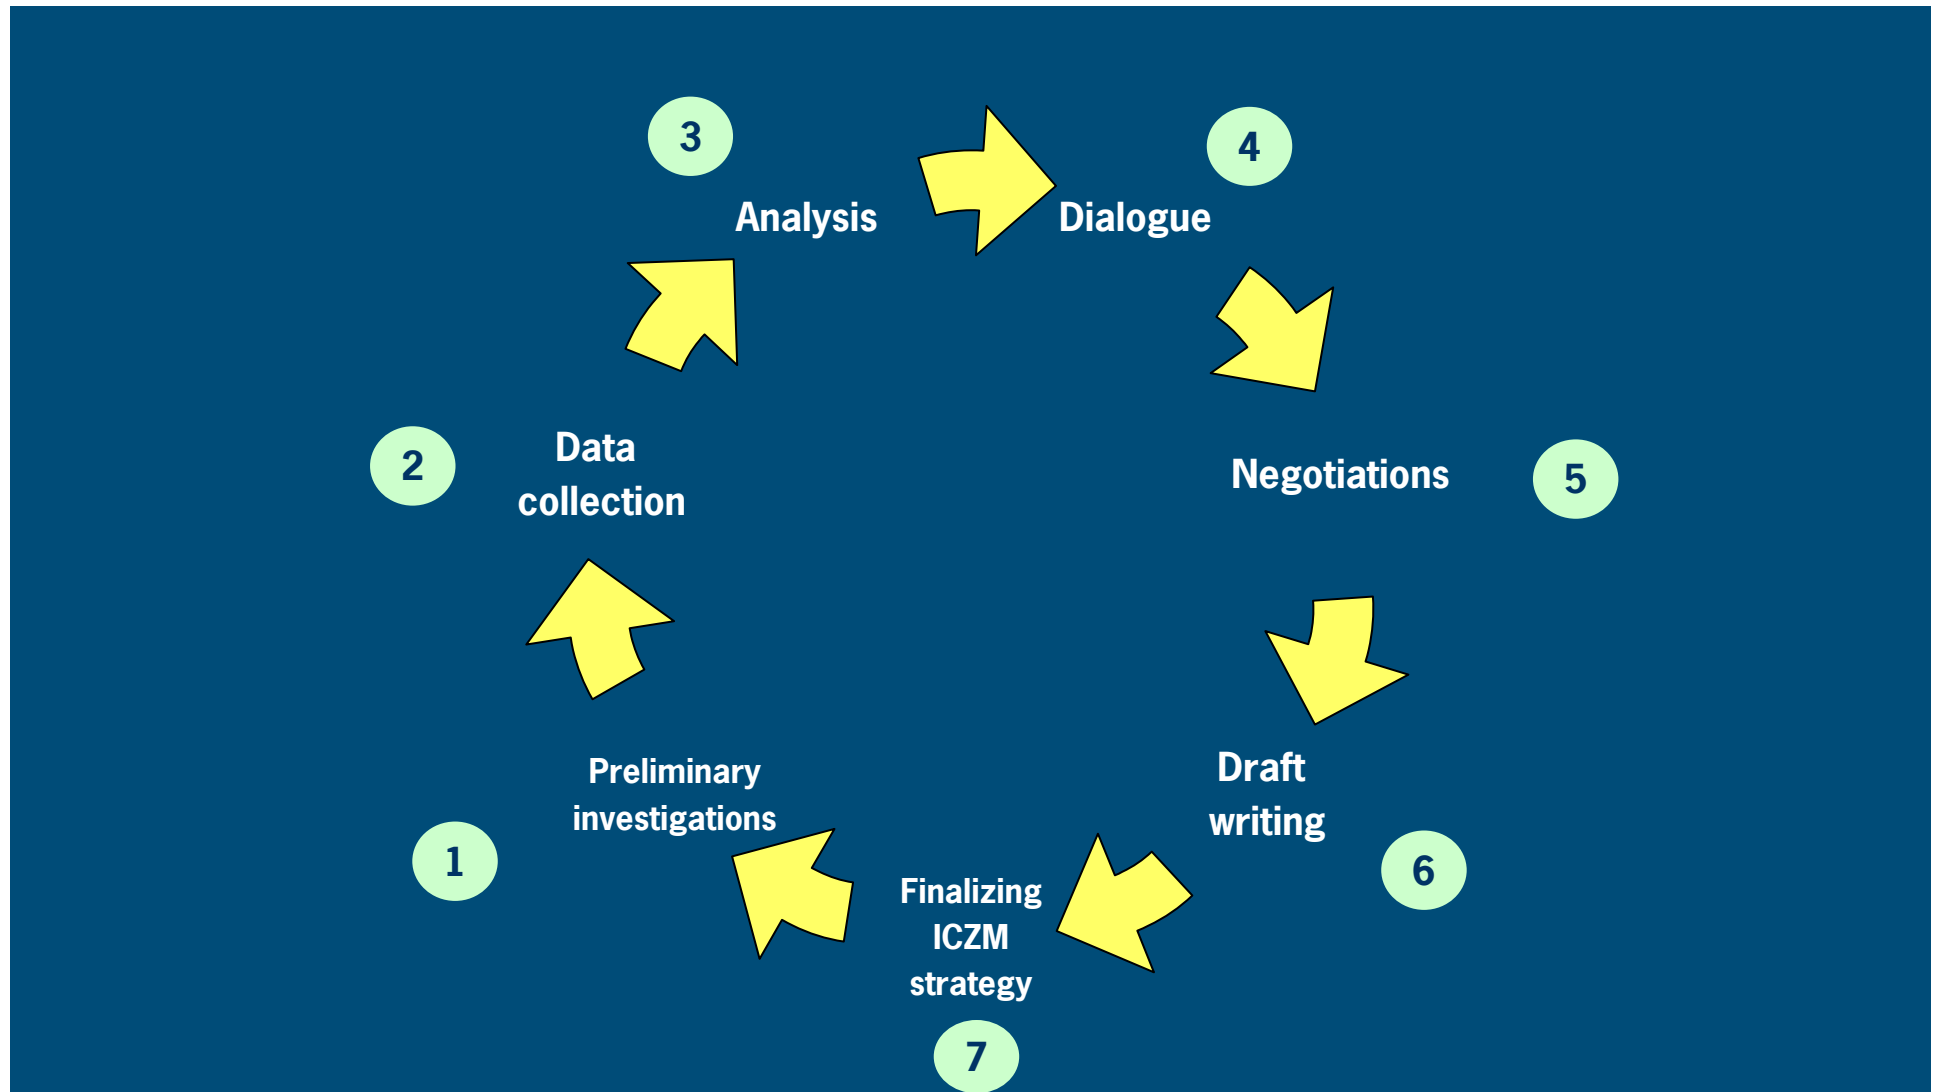 3
4
Analysis
Dialogue
2
Data
collection
Negotiations
5
Preliminary
investigations
1
Draft
writing
6
Finalizing
ICZM
strategy
7